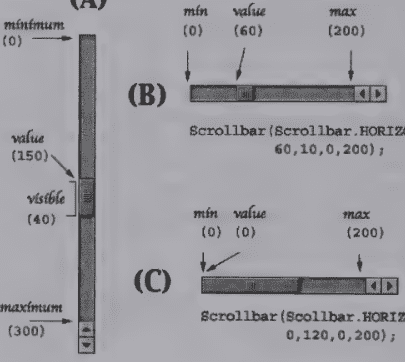 (A)
minimum
(0)
value
(150)
visible
(40)
maximum
(300)
min value max
(0) (60) (200)
(B)
Scrollbar(Scrollbar.HORIZ
60,10,0,200);
min value max
(0) (0) (200)
(C)
Scrollbar(Scollbar.HORIZ
0,120,0,200);